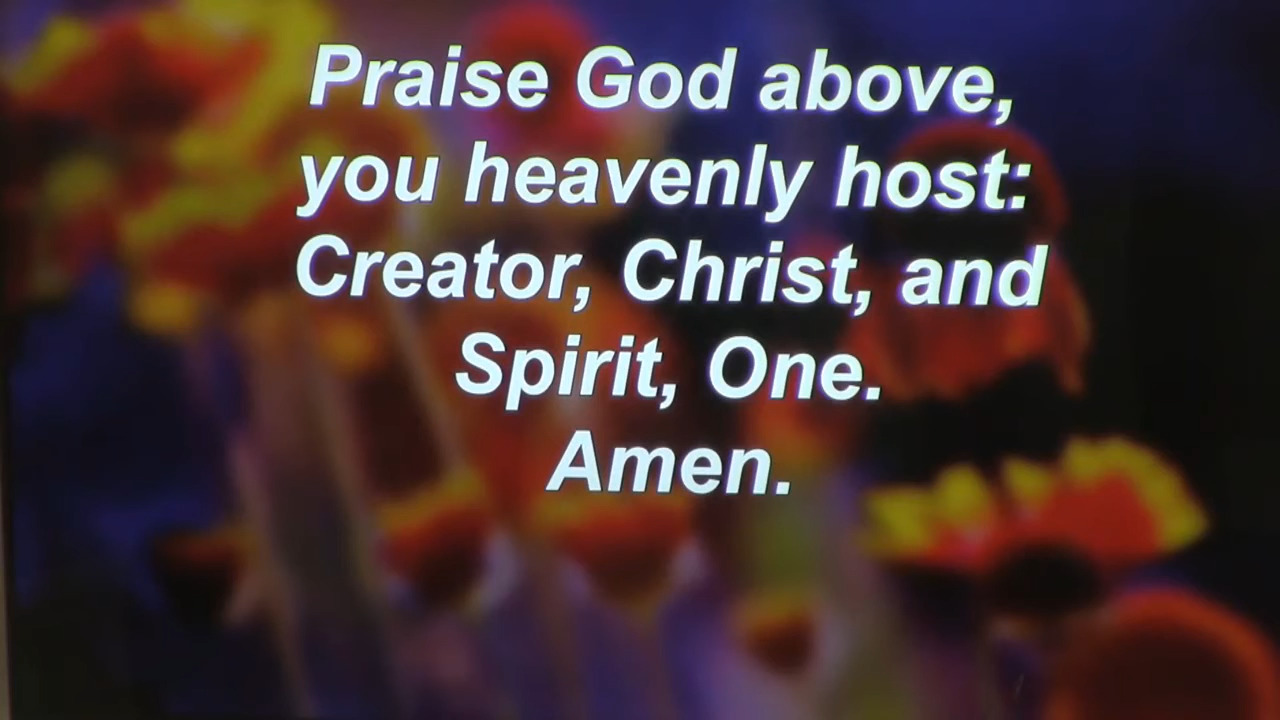 Praise God above,
you heavenly host:
Creator, Christ, and
Spirit, One.
Amen.